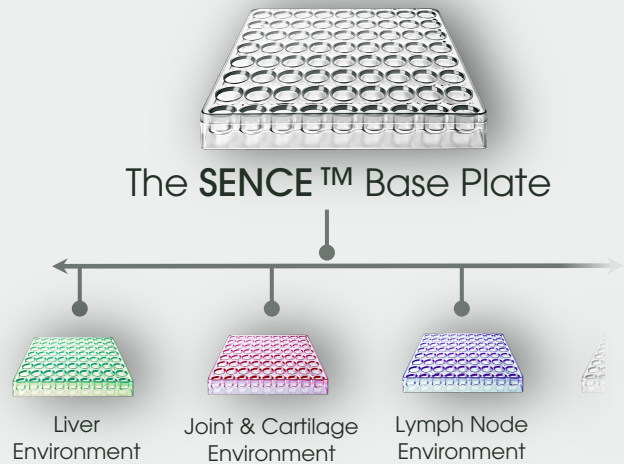 The SENCE™ Base Plate
Liver
Environment
Joint & Cartilage
Environment
Lymph Node
Environment